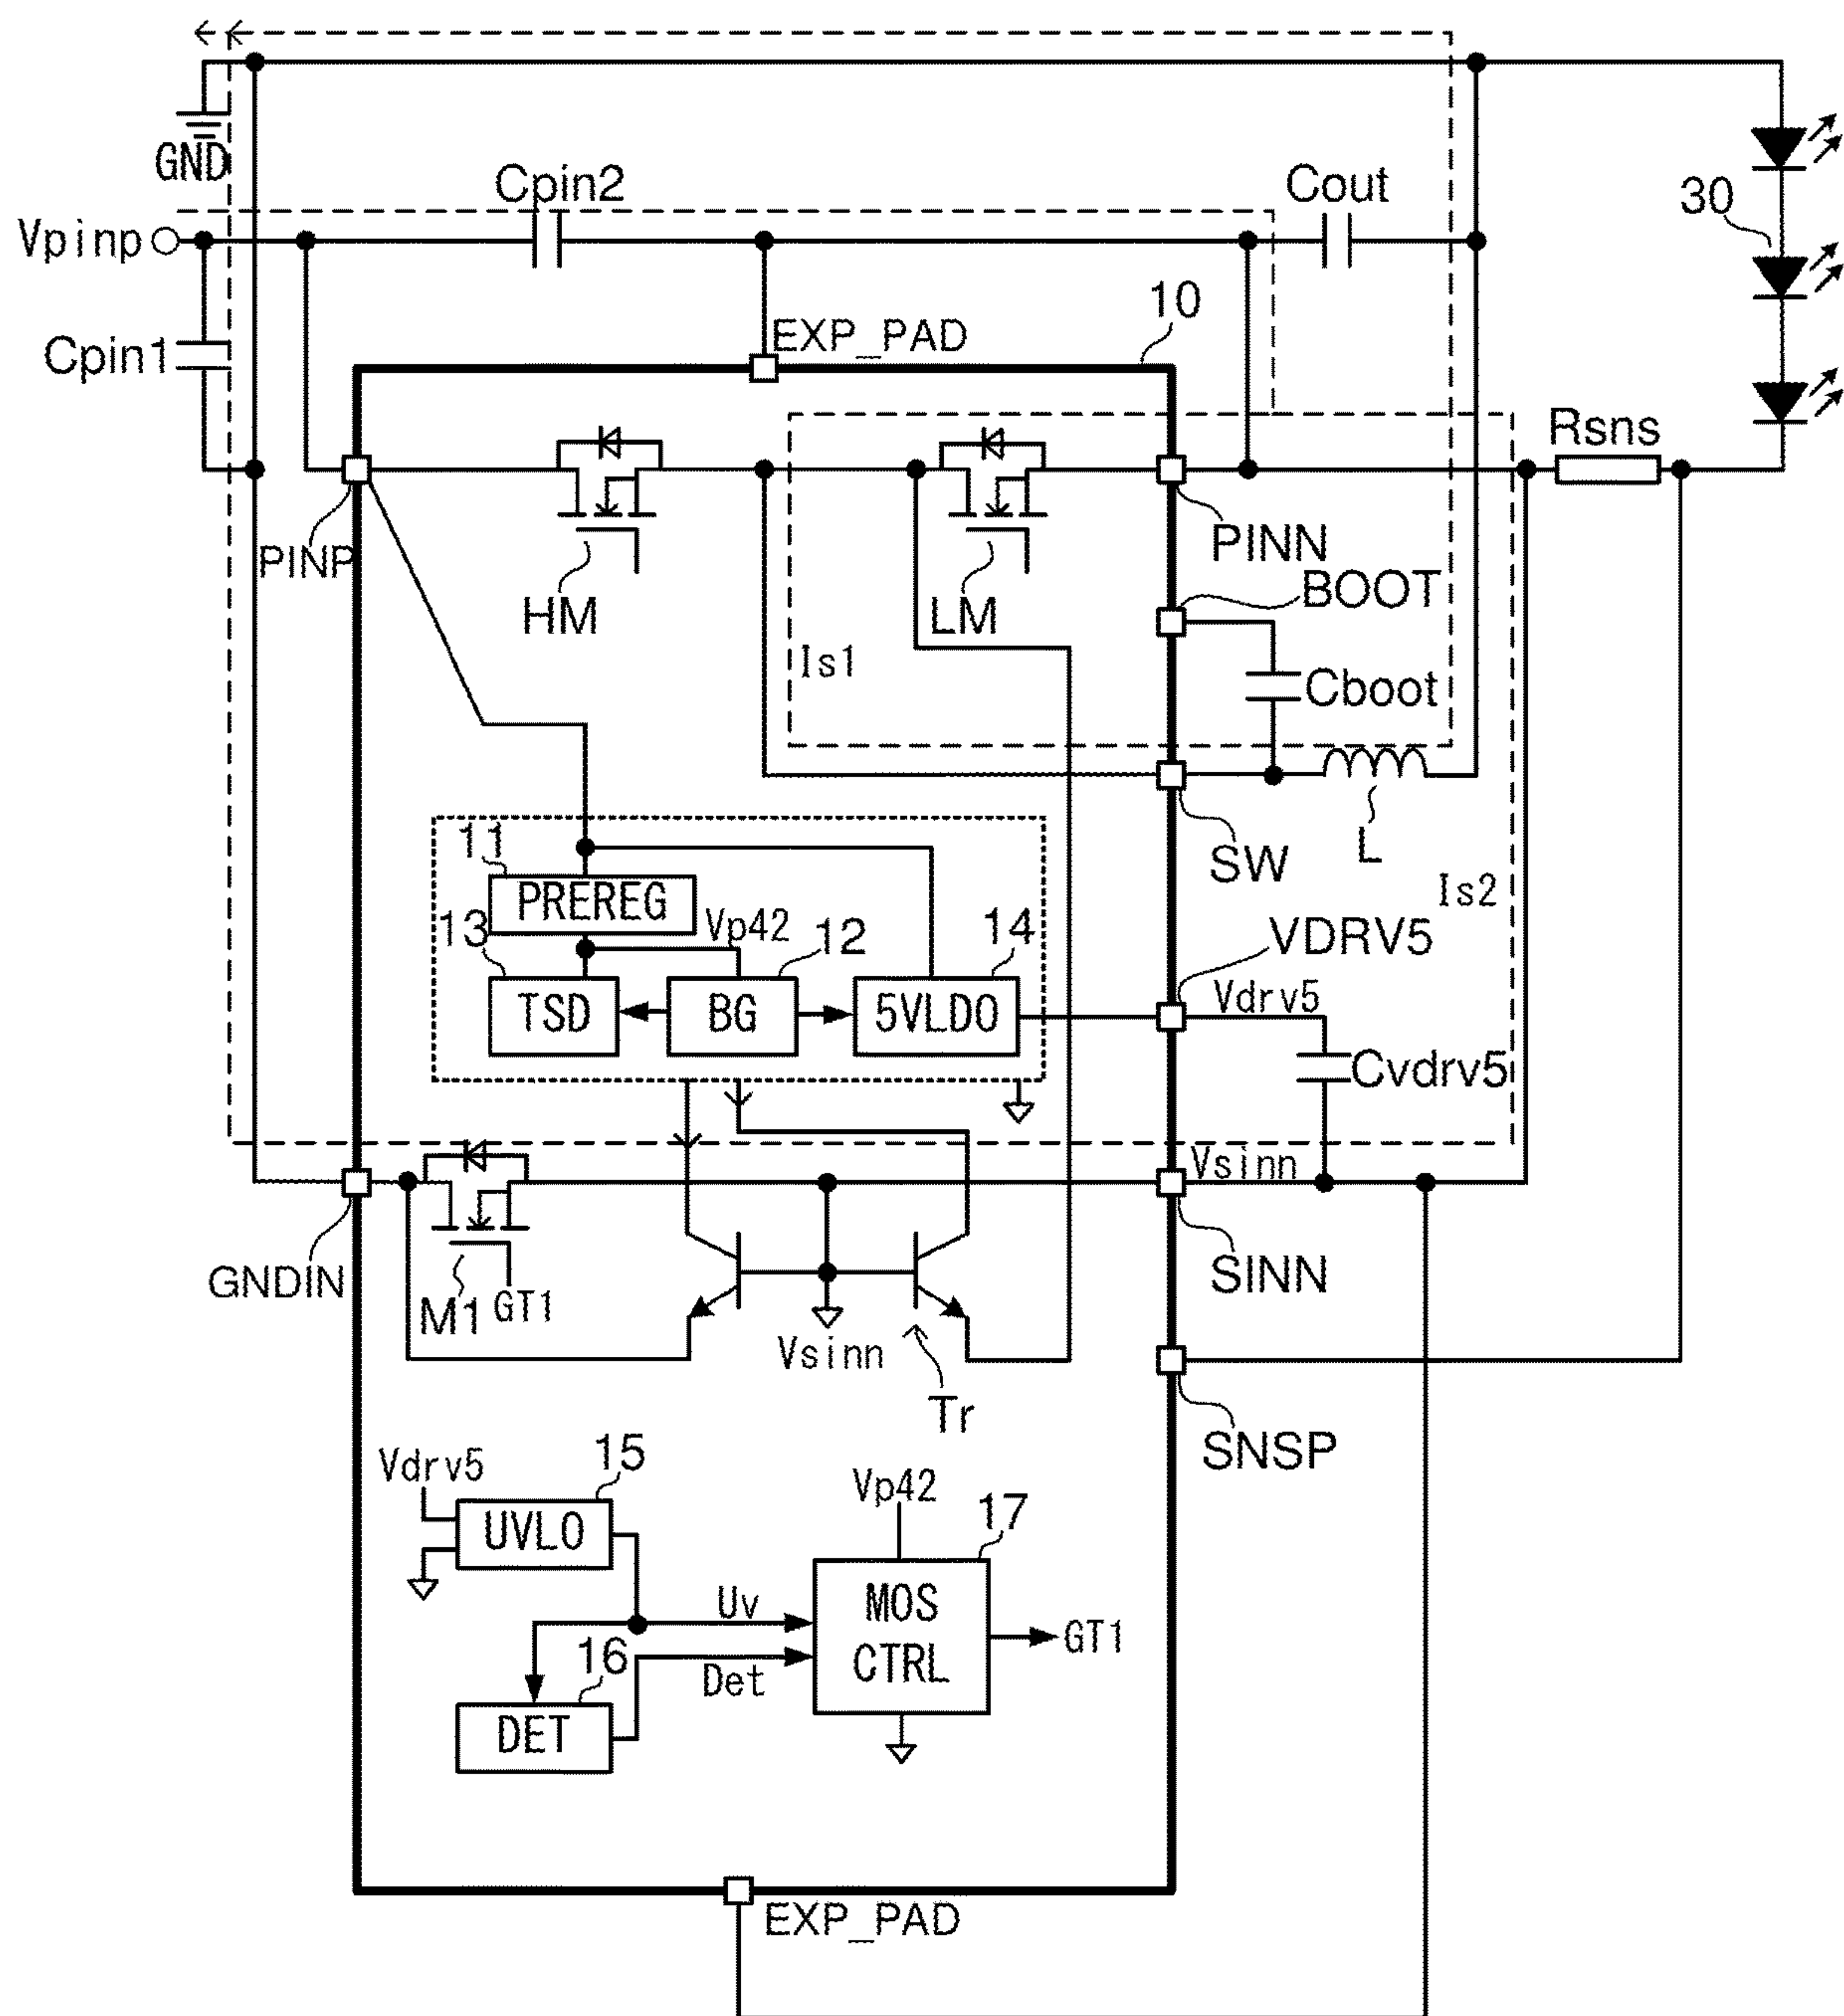 GND
Cpin2
Cout
30
Vpinp
10
EXP_PAD
Cpin1
Rsns
PINP
PINN
HM
LM
BOOT
Is1
Cboot
SW
L
Is2
11
PREREG
13
Vp42
12
14
VDRV5
TSD
BG
5VLDO
Vdrv5
Cvdrv5
Vsinn
GNDIN
M1
GT1
SINN
Vsinn
Tr
SNSP
Vdrv5
15
UVLO
Vp42
17
Uv
MOS
CTRL
GT1
16
Det
DET
EXP_PAD